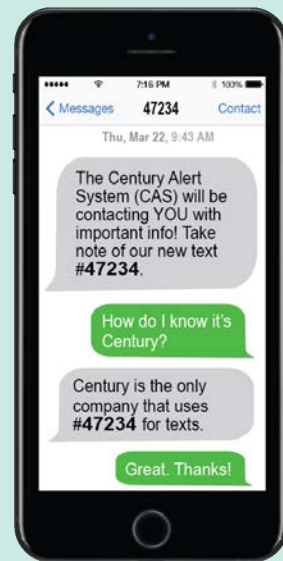 7:16 PM
100%
Messages
47234
Contact
Thu, Mar 22, 9:43 AM
The Century Alert
System (CAS) will be
contacting YOU with
important info! Take
note of our new text
#47234.
How do I know it's
Century?
Century is the only
company that uses
#47234 for texts.
Great. Thanks!